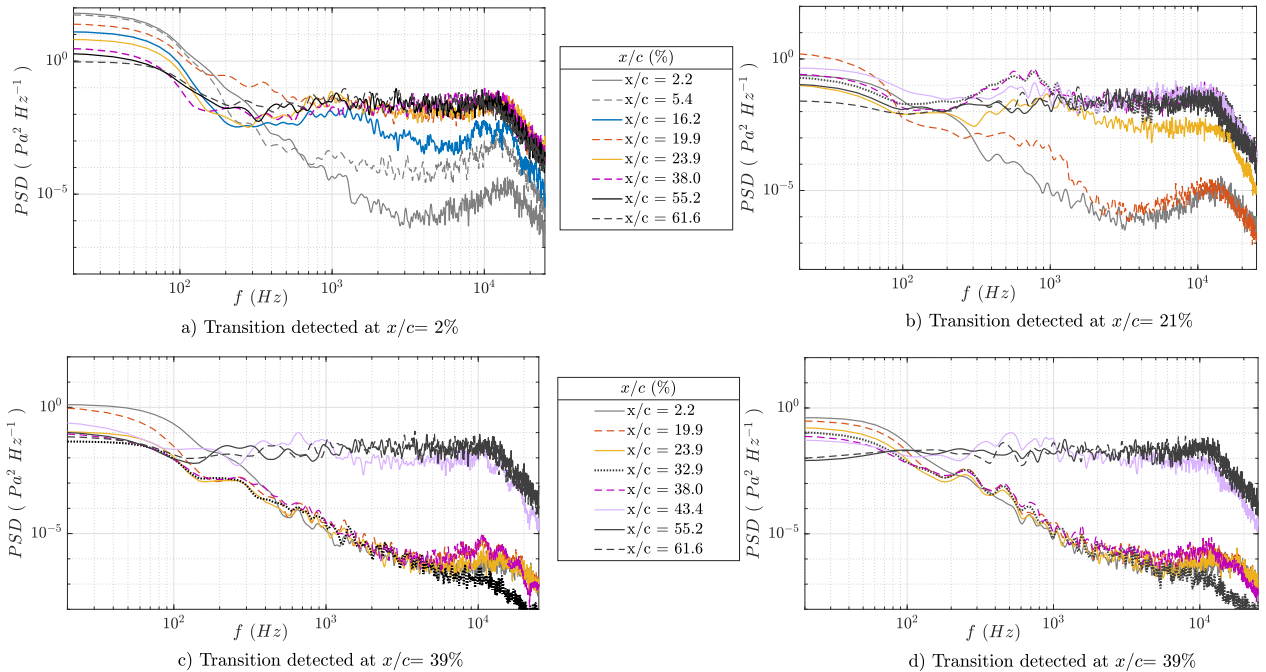 PSD ( Pa² Hz⁻¹ )
10⁰
10⁻⁵
10² 10³ 10⁴
f (Hz)
a) Transition detected at x/c= 2%
x/c (%)
x/c = 2.2
x/c = 5.4
x/c = 16.2
x/c = 19.9
x/c = 23.9
x/c = 38.0
x/c = 55.2
x/c = 61.6
PSD ( Pa² Hz⁻¹ )
10⁰
10⁻⁵
10² 10³ 10⁴
f (Hz)
b) Transition detected at x/c= 21%
PSD ( Pa² Hz⁻¹ )
10⁰
10⁻⁵
10² 10³ 10⁴
f (Hz)
c) Transition detected at x/c= 39%
x/c (%)
x/c = 2.2
x/c = 19.9
x/c = 23.9
x/c = 32.9
x/c = 38.0
x/c = 43.4
x/c = 55.2
x/c = 61.6
PSD ( Pa² Hz⁻¹ )
10⁰
10⁻⁵
10² 10³ 10⁴
f (Hz)
d) Transition detected at x/c= 39%